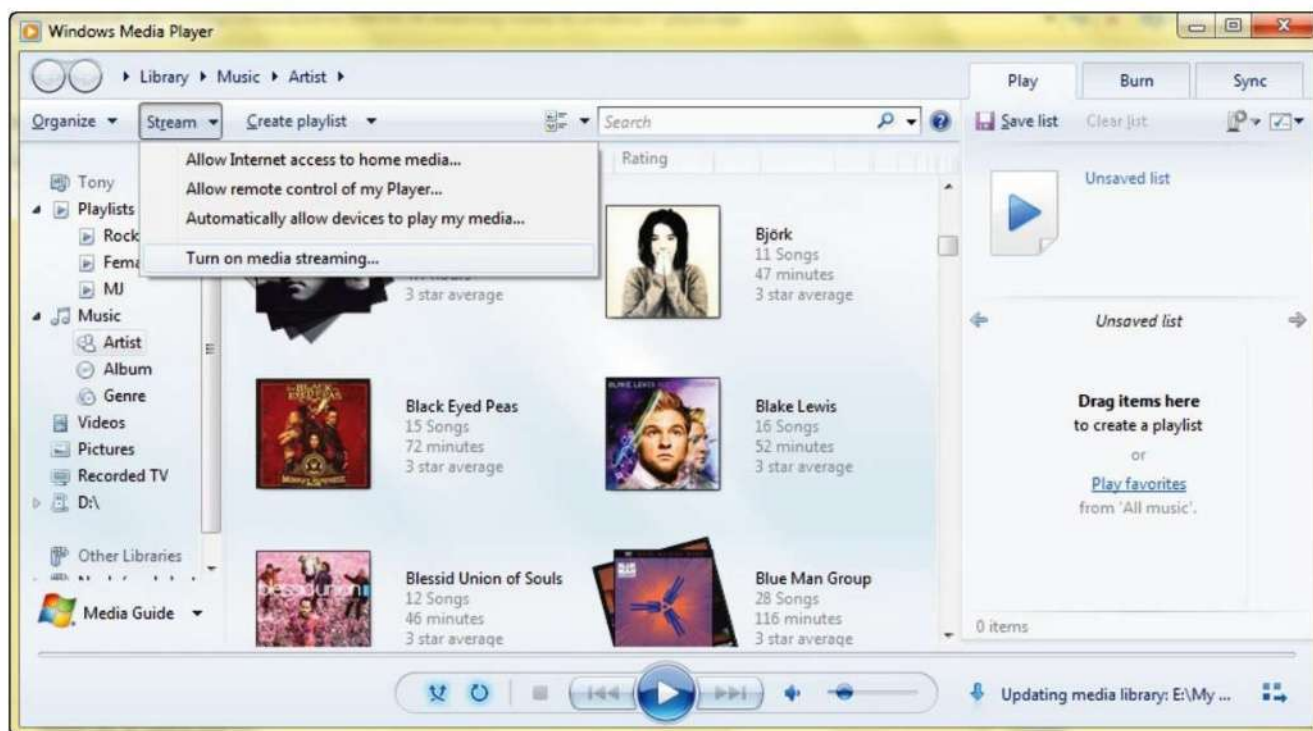 Windows Media Player
Library Music Artist
Play Burn Sync
Organize Stream Create playlist Search
Save list Clear list
Allow Internet access to home media...
Allow remote control of my Player...
Automatically allow devices to play my media...
Turn on media streaming...
Rating
Tony
Playlists
Rock
Fema
MJ
Music
Artist
Album
Genre
Videos
Pictures
Recorded TV
D:\
Other Libraries
Media Guide
3 star average
Björk
11 Songs
47 minutes
3 star average
Black Eyed Peas
15 Songs
72 minutes
3 star average
Blake Lewis
16 Songs
52 minutes
3 star average
Blessid Union of Souls
12 Songs
46 minutes
3 star average
Blue Man Group
28 Songs
116 minutes
3 star average
Unsaved list
Unsaved list
Drag items here
to create a playlist
or
Play favorites
from 'All music'.
0 items
Updating media library: E:\My ...